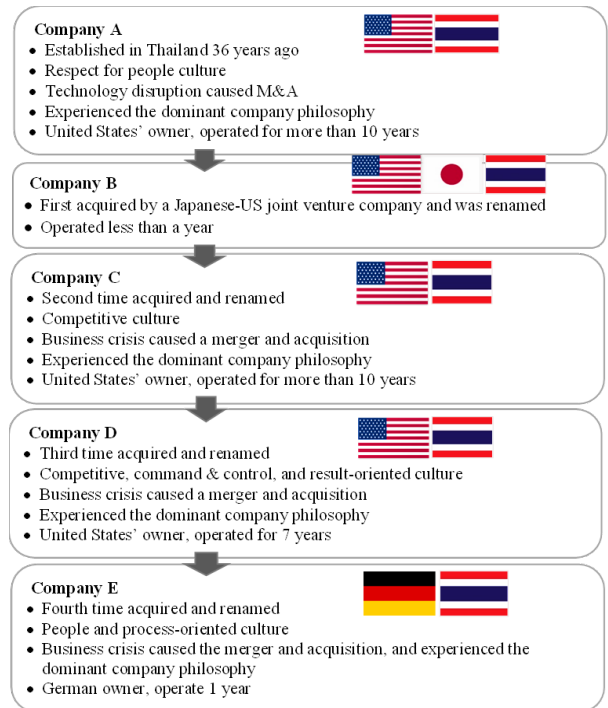 Company A
• Established in Thailand 36 years ago
• Respect for people culture
• Technology disruption caused M&A
• Experienced the dominant company philosophy
• United States’ owner, operated for more than 10 years
Company B
• First acquired by a Japanese-US joint venture company and was renamed
• Operated less than a year
Company C
• Second time acquired and renamed
• Competitive culture
• Business crisis caused a merger and acquisition
• Experienced the dominant company philosophy
• United States’ owner, operated for more than 10 years
Company D
• Third time acquired and renamed
• Competitive, command & control, and result-oriented culture
• Business crisis caused a merger and acquisition
• Experienced the dominant company philosophy
• United States’ owner, operated for 7 years
Company E
• Fourth time acquired and renamed
• People and process-oriented culture
• Business crisis caused the merger and acquisition, and experienced the
dominant company philosophy
• German owner, operate 1 year